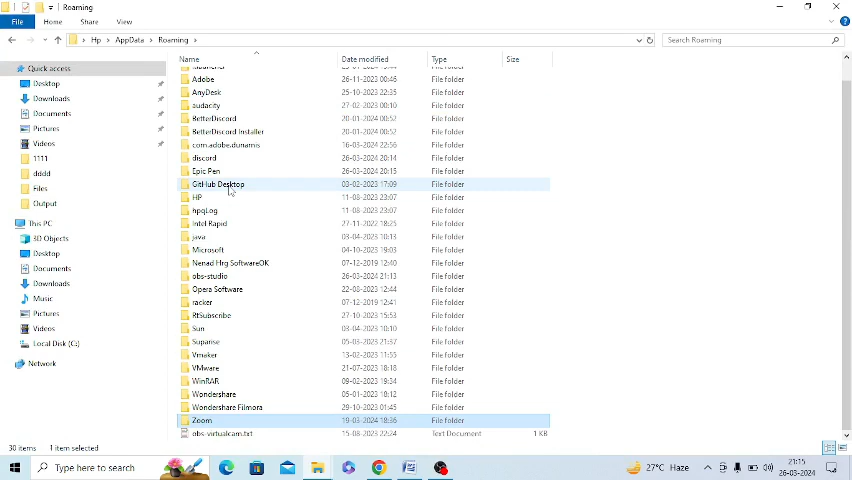 Roaming
File
Home
Share
View
Hp › AppData › Roaming ›
Search Roaming
Name
Date modified
Type
Size
Quick access
Desktop
Downloads
Documents
Pictures
Videos
1111
dddd
Files
Output
This PC
3D Objects
Desktop
Documents
Downloads
Music
Pictures
Videos
Local Disk (C:)
Network
Adobe 26-11-2023 00:46 File folder
AnyDesk 25-10-2023 22:35 File folder
audacity 27-02-2023 00:10 File folder
BetterDiscord 20-01-2024 00:52 File folder
BetterDiscord Installer 20-01-2024 00:52 File folder
com.adobe.dunamis 16-03-2024 22:56 File folder
discord 26-03-2024 20:14 File folder
Epic Pen 26-03-2024 20:15 File folder
GitHub Desktop 03-02-2023 17:09 File folder
HP 11-08-2023 23:07 File folder
hpqLog 11-08-2023 23:07 File folder
Intel Rapid 27-11-2022 18:25 File folder
java 03-04-2023 10:13 File folder
Microsoft 04-10-2023 19:03 File folder
Nenad Hrg SoftwareOK 07-12-2019 12:40 File folder
obs-studio 26-03-2024 21:13 File folder
Opera Software 22-08-2023 12:44 File folder
racker 07-12-2019 12:41 File folder
RtSubscribe 27-10-2023 15:53 File folder
Sun 03-04-2023 10:10 File folder
Suparise 05-03-2023 21:37 File folder
Vmaker 13-02-2023 11:55 File folder
VMware 21-07-2023 18:18 File folder
WinRAR 09-02-2023 19:34 File folder
Wondershare 05-01-2023 18:12 File folder
Wondershare Filmora 29-10-2023 01:45 File folder
Zoom 19-03-2024 18:36 File folder
obs-virtualcam.txt 15-08-2023 22:24 Text Document 1 KB
30 items 1 item selected
Type here to search
27°C Haze
21:15
26-03-2024